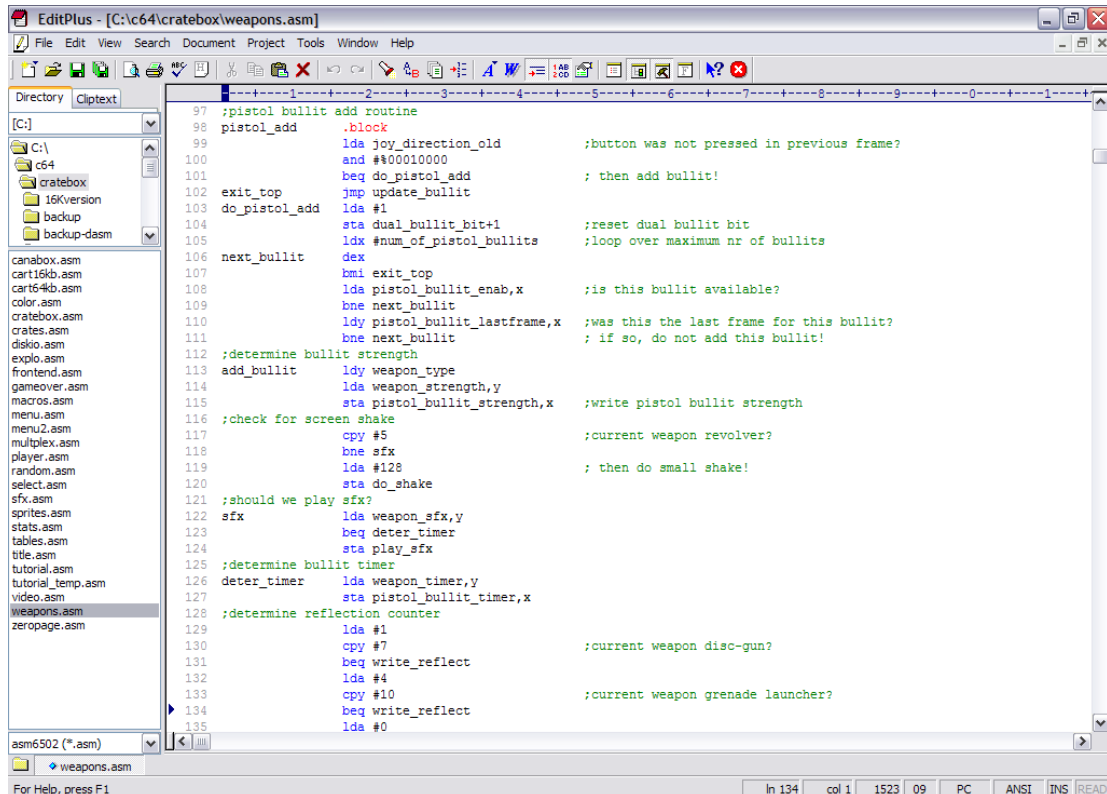 EditPlus - [C:\c64\cratebox\weapons.asm]
File Edit View Search Document Project Tools Window Help
Directory Cliptext
[C:]
C:\
c64
cratebox
16Kversion
backup
backup-dasm
canabox.asm
cart16kb.asm
cart64kb.asm
color.asm
cratebox.asm
crates.asm
diskio.asm
explo.asm
frontend.asm
gameover.asm
macros.asm
menu.asm
menu2.asm
multplex.asm
player.asm
random.asm
select.asm
sfx.asm
sprites.asm
stats.asm
tables.asm
title.asm
tutorial.asm
tutorial_temp.asm
video.asm
weapons.asm
zeropage.asm
asm6502 (*.asm)
----+----1----+----2----+----3----+----4----+----5----+----6----+----7----+----8----+----9----+----0----+----1----+
97 ;pistol bullit add routine
98 pistol_add .block
99 lda joy_direction_old ;button was not pressed in previous frame?
100 and #%00010000
101 beq do_pistol_add ; then add bullit!
102 exit_top jmp update_bullit
103 do_pistol_add lda #1
104 sta dual_bullit_bit+1 ;reset dual bullit bit
105 ldx #num_of_pistol_bullits ;loop over maximum nr of bullits
106 next_bullit dex
107 bmi exit_top
108 lda pistol_bullit_enab,x ;is this bullit available?
109 bne next_bullit
110 ldy pistol_bullit_lastframe,x ;was this the last frame for this bullit?
111 bne next_bullit ; if so, do not add this bullit!
112 ;determine bullit strength
113 add_bullit ldy weapon_type
114 lda weapon_strength,y
115 sta pistol_bullit_strength,x ;write pistol bullit strength
116 ;check for screen shake
117 cpy #5 ;current weapon revolver?
118 bne sfx
119 lda #128 ; then do small shake!
120 sta do_shake
121 ;should we play sfx?
122 sfx lda weapon_sfx,y
123 beq deter_timer
124 sta play_sfx
125 ;determine bullit timer
126 deter_timer lda weapon_timer,y
127 sta pistol_bullit_timer,x
128 ;determine reflection counter
129 lda #1
130 cpy #7 ;current weapon disc-gun?
131 beq write_reflect
132 lda #4
133 cpy #10 ;current weapon grenade launcher?
134 beq write_reflect
135 lda #0
weapons.asm
For Help, press F1 ln 134 col 1 1523 09 PC ANSI INS READ